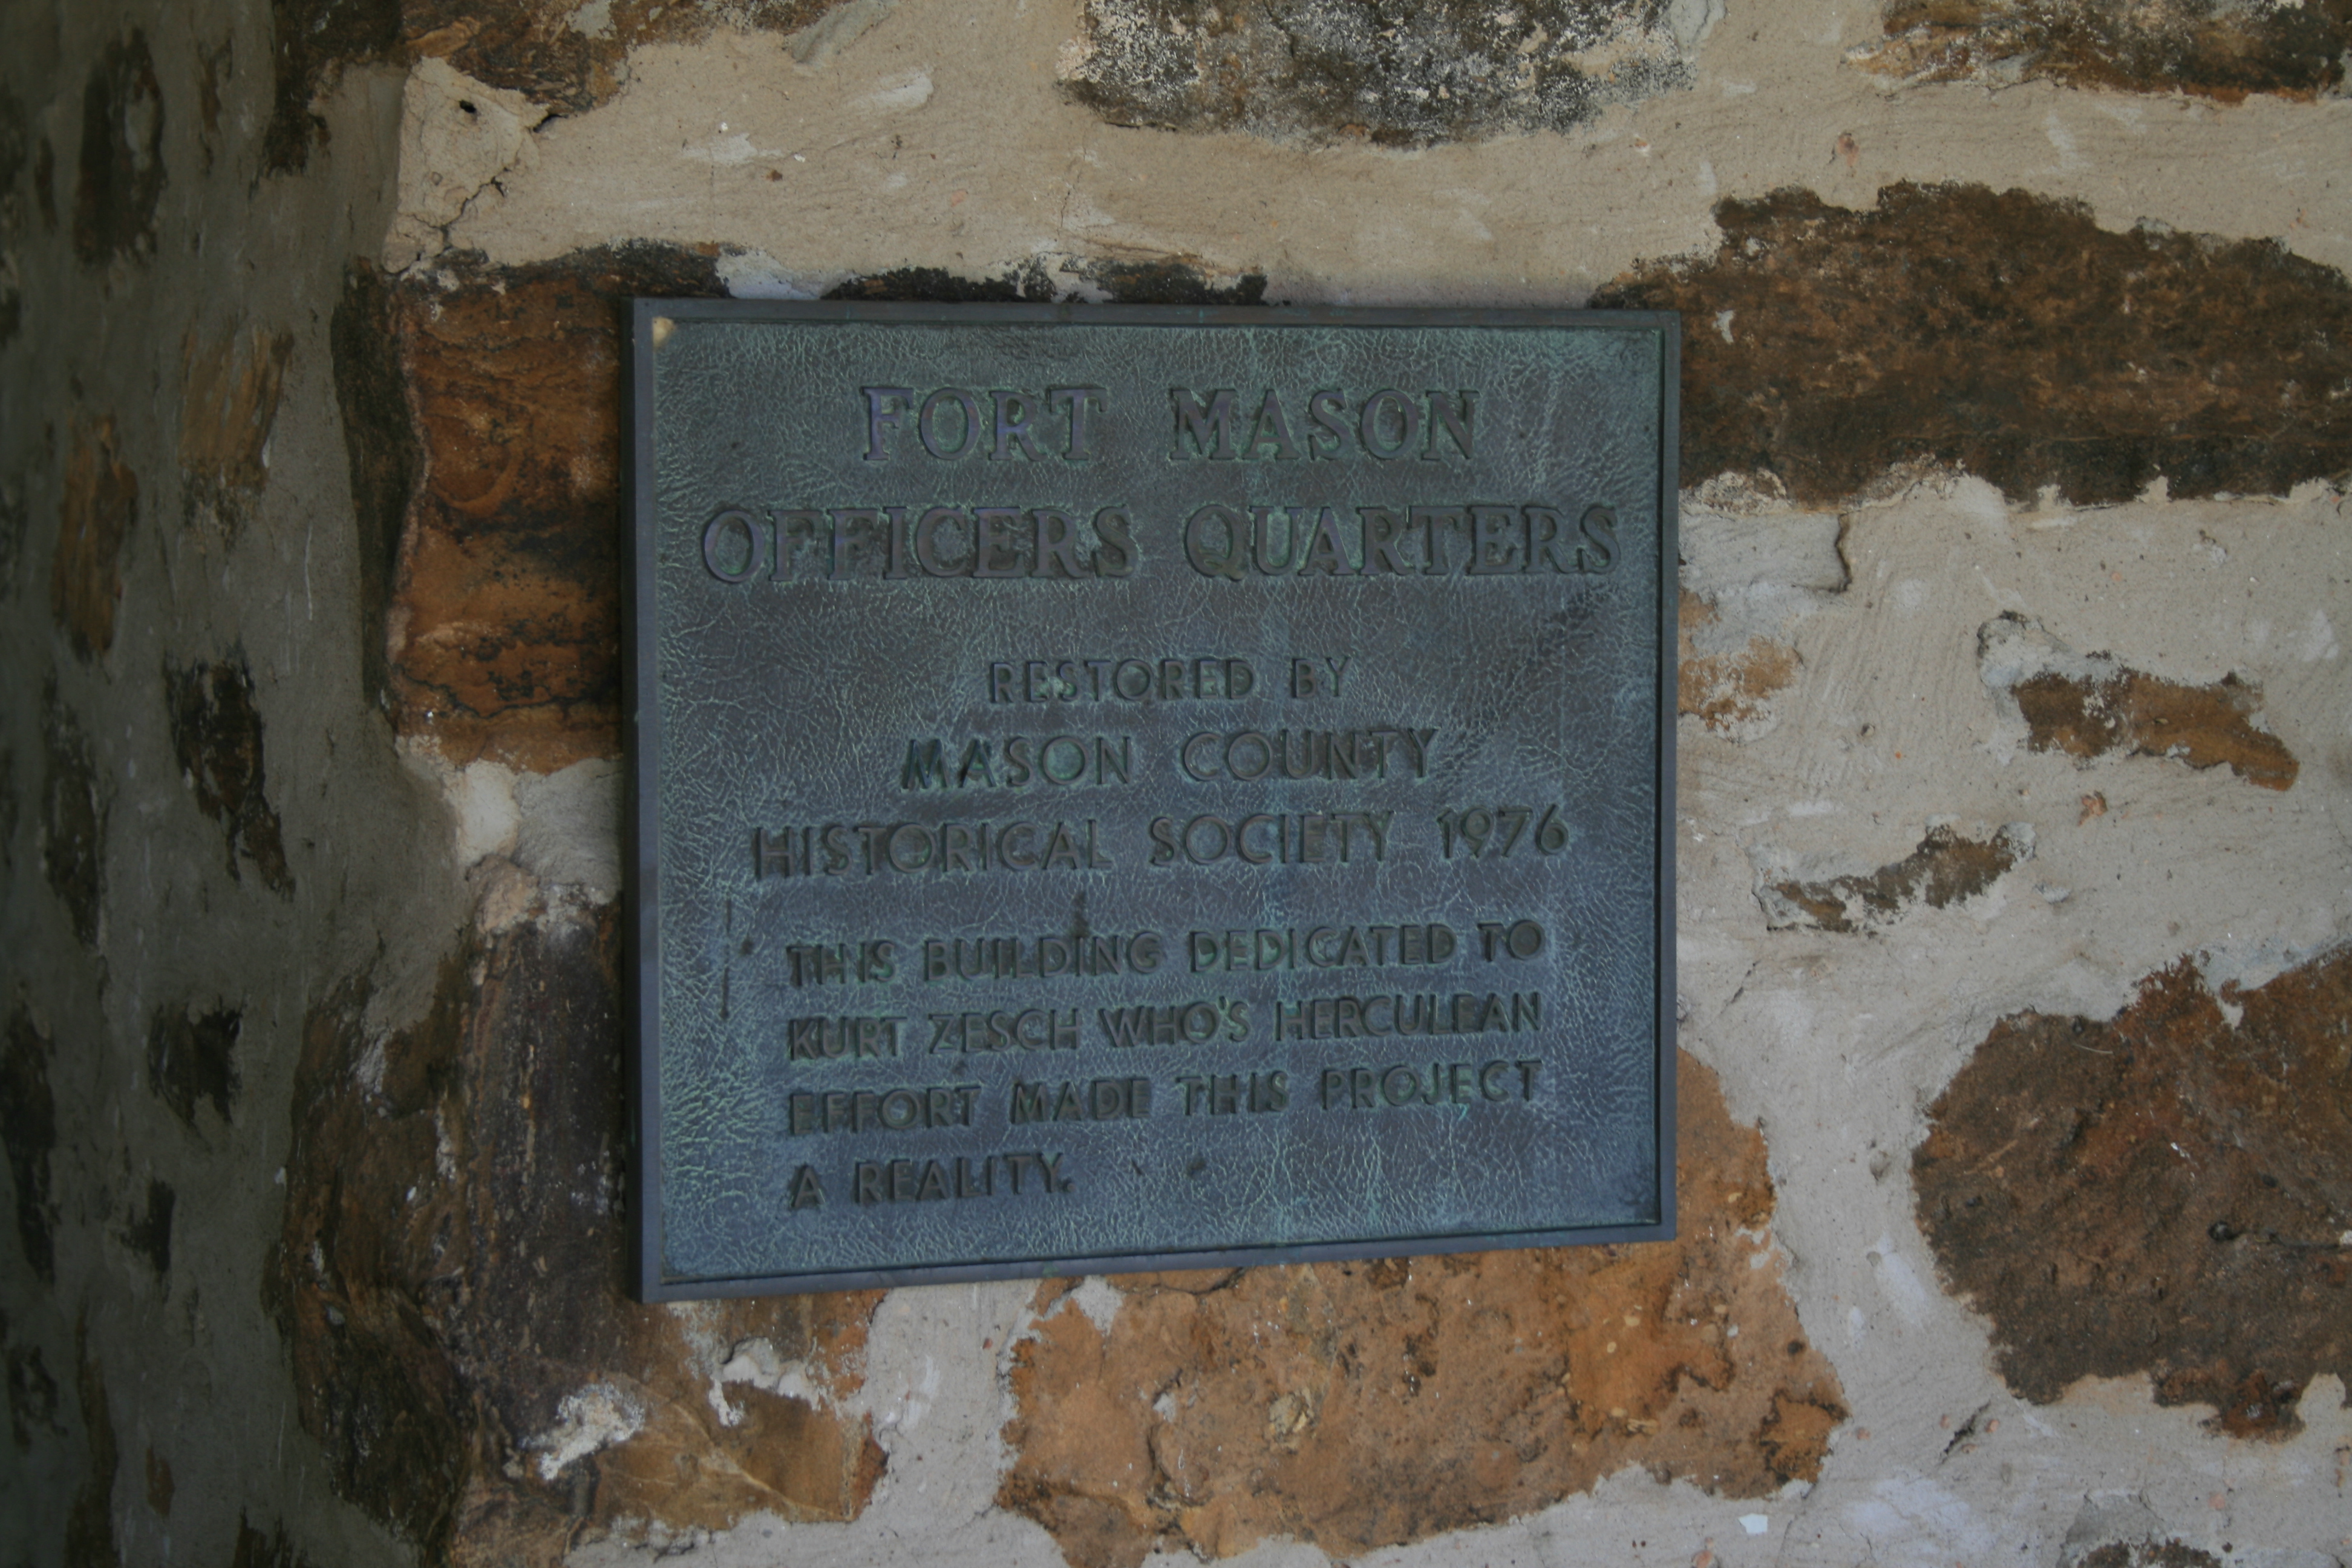 FORT MASON
OFFICERS QUARTERS
RESTORED BY
MASON COUNTY
HISTORICAL SOCIETY 1976
THIS BUILDING DEDICATED TO
KURT ZESCH WHO'S HERCULEAN
EFFORT MADE THIS PROJECT
A REALITY.